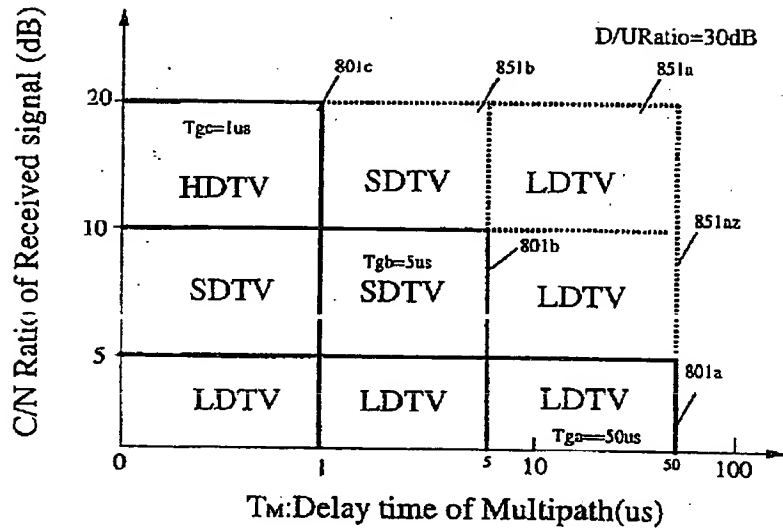 D/URatio=30dB
801c
851b
851a
20
Tgc=1us
HDTV
SDTV
LDTV
851az
10
801b
Tgb=5us
SDTV
SDTV
LDTV
5
801a
LDTV
LDTV
LDTV
Tga=50us
0
1
5
10
50
100
C/N Ratio of Received signal (dB)
TM:Delay time of Multipath(us)